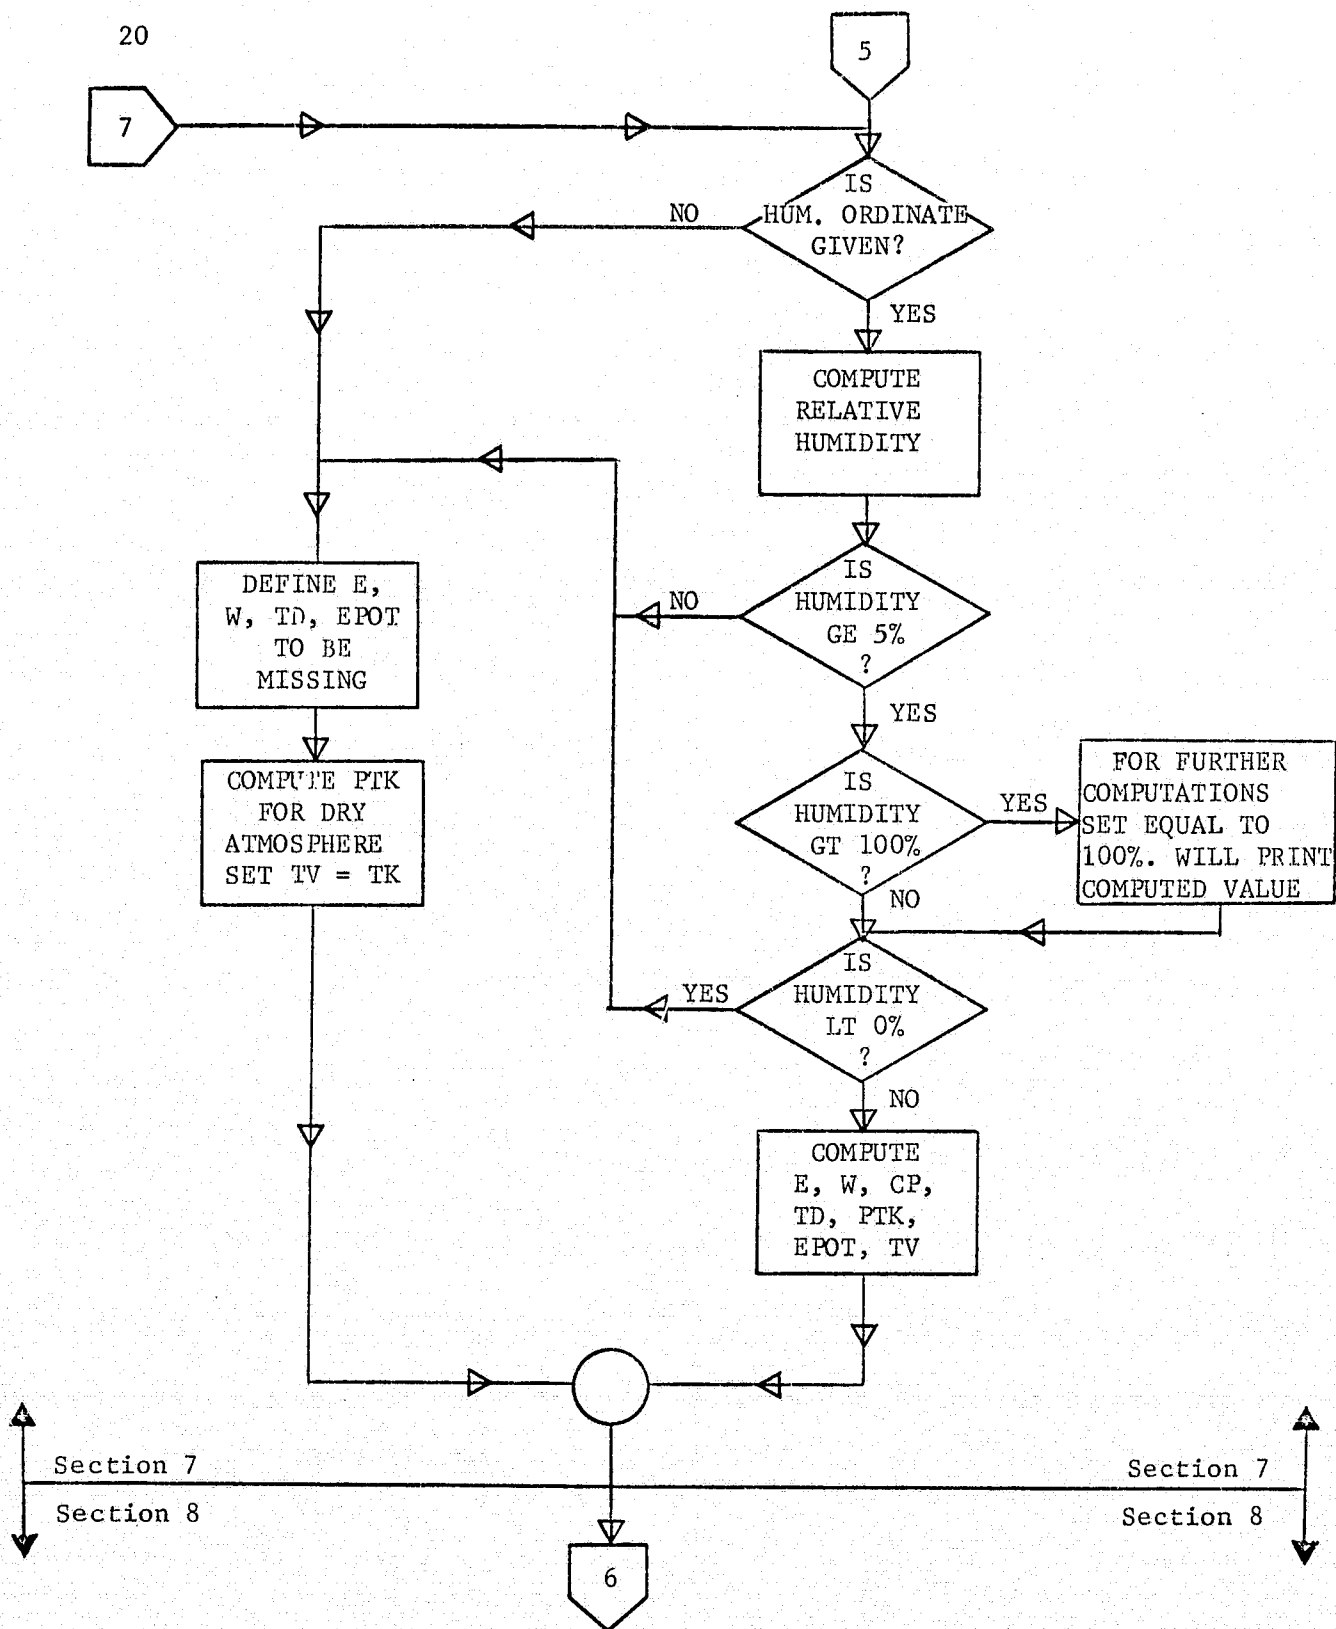 20
5
7
IS
HUM. ORDINATE
GIVEN?
NO
YES
COMPUTE
RELATIVE
HUMIDITY
IS
HUMIDITY
GE 5%
?
NO
YES
DEFINE E,
W, TD, EPOT
TO BE
MISSING
COMPUTE PTK
FOR DRY
ATMOSPHERE
SET TV = TK
IS
HUMIDITY
GT 100%
?
YES
NO
FOR FURTHER
COMPUTATIONS
SET EQUAL TO
100%. WILL PRINT
COMPUTED VALUE
IS
HUMIDITY
LT 0%
?
YES
NO
COMPUTE
E, W, CP,
TD, PTK,
EPOT, TV
Section 7
Section 7
Section 8
Section 8
6